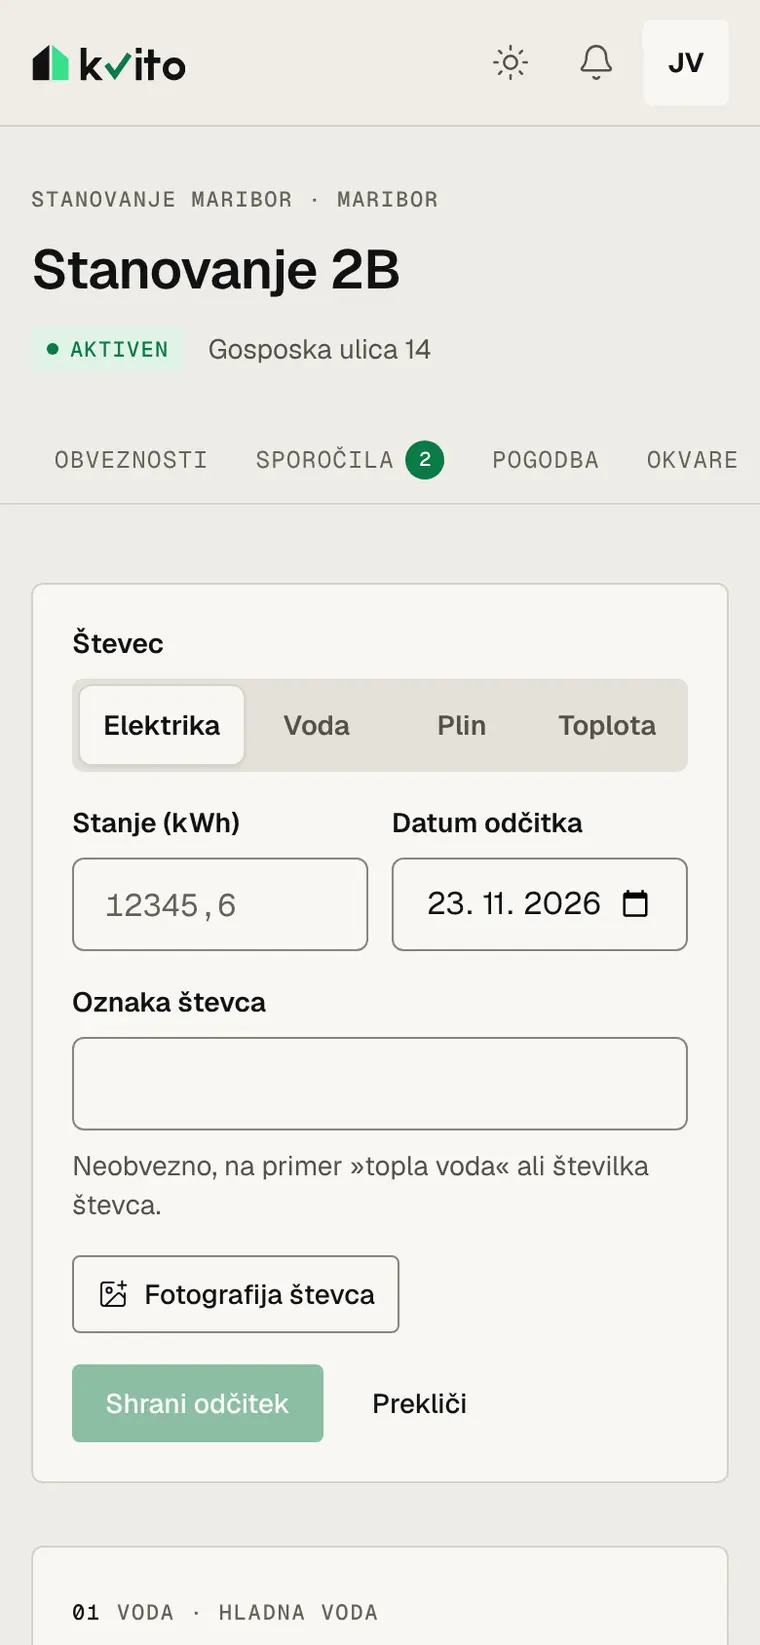 kvito
JV
STANOVANJE MARIBOR · MARIBOR
Stanovanje 2B
AKTIVEN Gosposka ulica 14
OBVEZNOSTI SPOROČILA 2 POGODBA OKVARE
Števec
Elektrika Voda Plin Toplota
Stanje (kWh) Datum odčitka
12345,6 23. 11. 2026
Oznaka števca
Neobvezno, na primer »topla voda« ali številka
števca.
Fotografija števca
Shrani odčitek Prekliči
01 VODA · HLADNA VODA